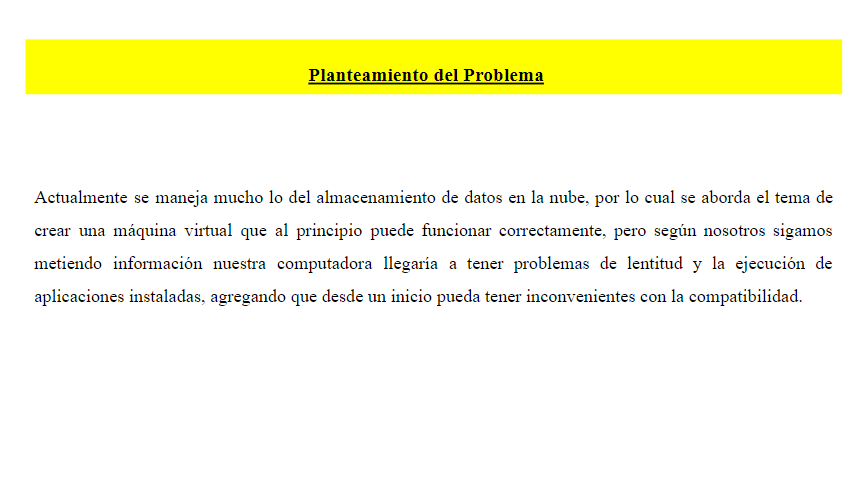 Planteamiento del Problema
Actualmente se maneja mucho lo del almacenamiento de datos en la nube, por lo cual se aborda el tema de
crear una máquina virtual que al principio puede funcionar correctamente, pero según nosotros sigamos
metiendo información nuestra computadora llegaría a tener problemas de lentitud y la ejecución de
aplicaciones instaladas, agregando que desde un inicio pueda tener inconvenientes con la compatibilidad.